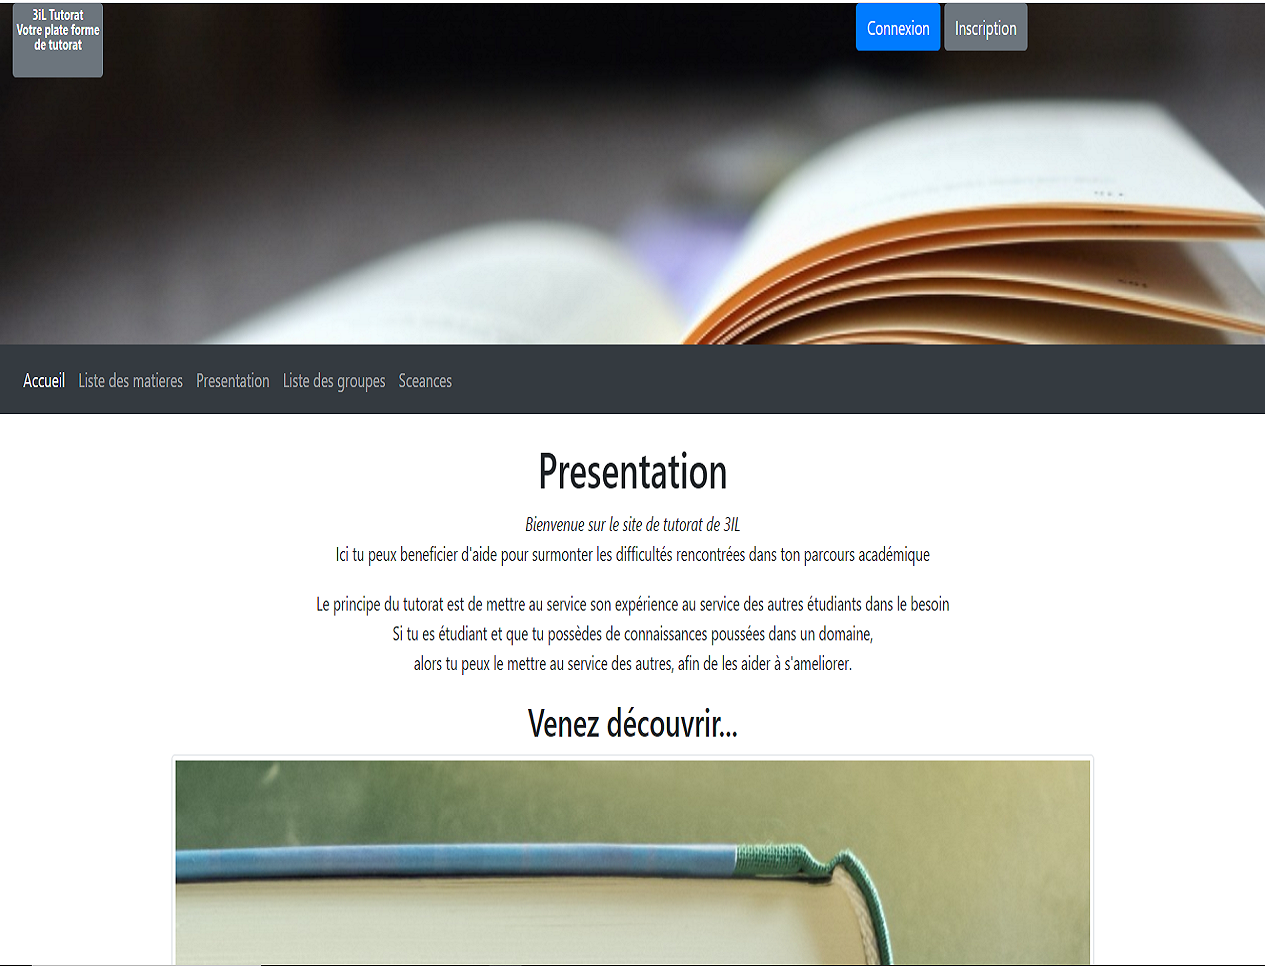 3iL Tutorat
Votre plate forme
de tutorat
Connexion
Inscription
Accueil
Liste des matieres
Presentation
Liste des groupes
Sceances
Presentation
Bienvenue sur le site de tutorat de 3IL
Ici tu peux beneficier d'aide pour surmonter les difficultés rencontrées dans ton parcours académique
Le principe du tutorat est de mettre au service son expérience au service des autres étudiants dans le besoin
Si tu es étudiant et que tu possèdes de connaissances poussées dans un domaine,
alors tu peux le mettre au service des autres, afin de les aider à s'ameliorer.
Venez découvrir...